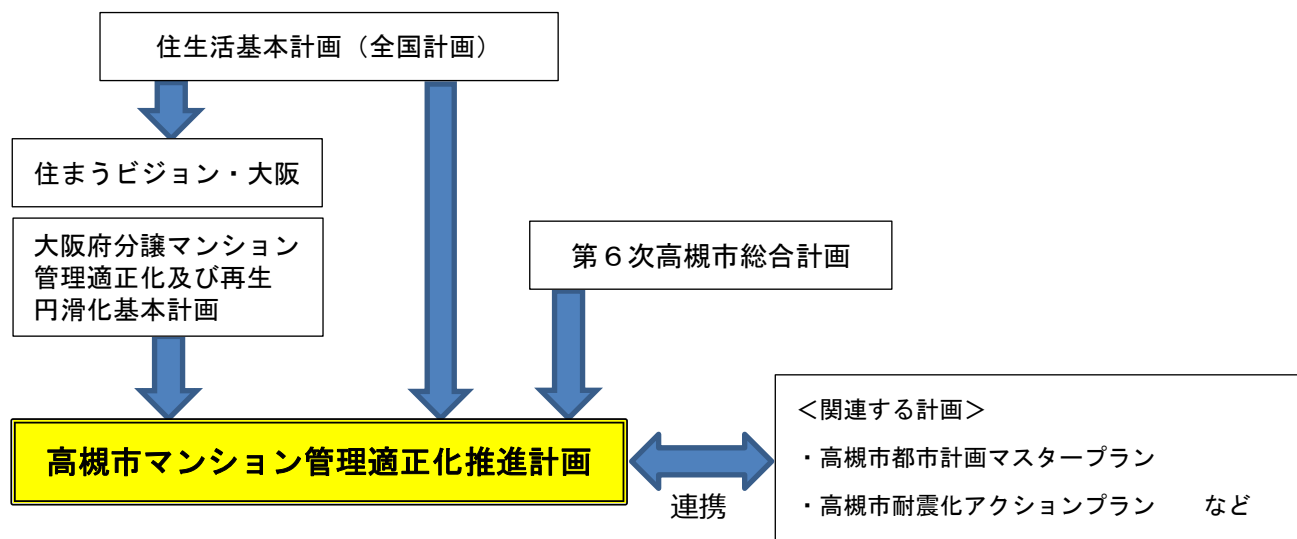 住生活基本計画（全国計画）
住まうビジョン・大阪
大阪府分譲マンション
管理適正化及び再生
円滑化基本計画
第６次高槻市総合計画
高槻市マンション管理適正化推進計画
連携
＜関連する計画＞
・高槻市都市計画マスタープラン
・高槻市耐震化アクションプラン　　など